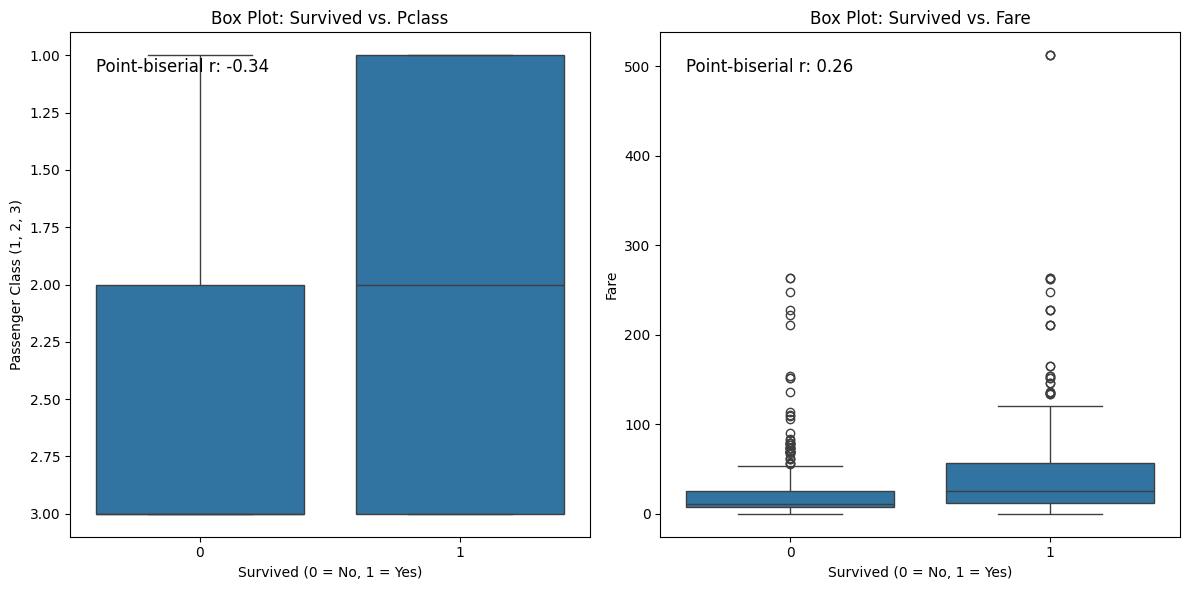 Box Plot: Survived vs. Pclass
Point-biserial r: -0.34
1.00
1.25
1.50
1.75
2.00
2.25
2.50
2.75
3.00
Passenger Class (1, 2, 3)
0
1
Survived (0 = No, 1 = Yes)
Box Plot: Survived vs. Fare
Point-biserial r: 0.26
500
400
300
200
100
0
Fare
0
1
Survived (0 = No, 1 = Yes)